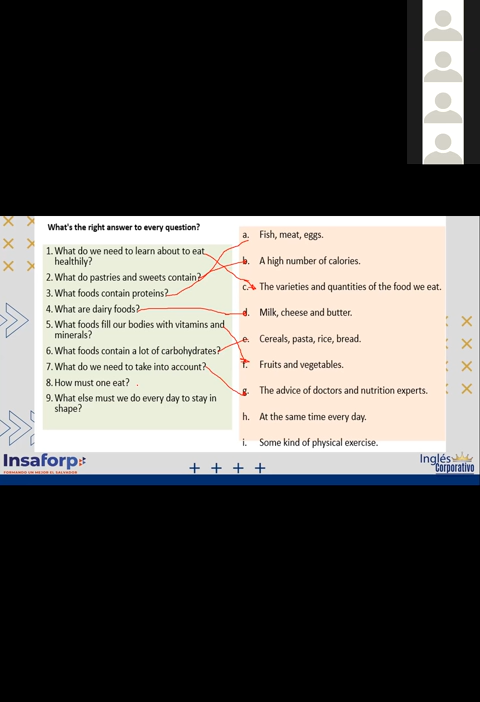 What's the right answer to every question?
1. What do we need to learn about to eat
healthily?
2. What do pastries and sweets contain?
3. What foods contain proteins?
4. What are dairy foods?
5. What foods fill our bodies with vitamins and
minerals?
6. What foods contain a lot of carbohydrates?
7. What do we need to take into account?
8. How must one eat?
9. What else must we do every day to stay in
shape?
a. Fish, meat, eggs.
b. A high number of calories.
c. The varieties and quantities of the food we eat.
d. Milk, cheese and butter.
e. Cereals, pasta, rice, bread.
f. Fruits and vegetables.
g. The advice of doctors and nutrition experts.
h. At the same time every day.
i. Some kind of physical exercise.
Insaforp
FORMANDO UN MEJOR EL SALVADOR
Inglés
Corporativo